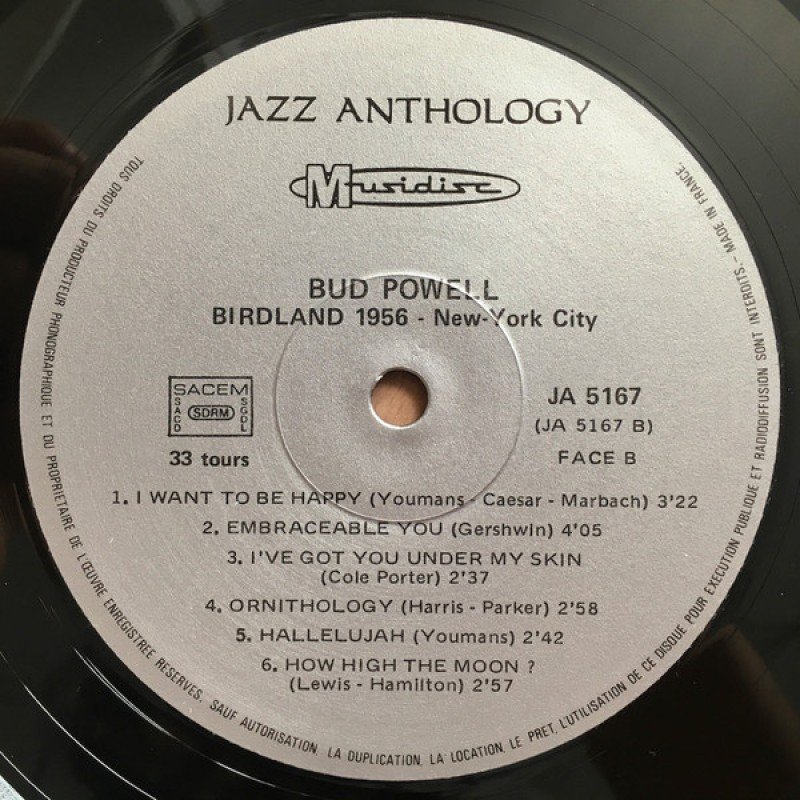 JAZZ ANTHOLOGY
Musidisc
BUD POWELL
BIRDLAND 1956 - New-York City
SACEM
SACD
SDRM
SGDL
33 tours
JA 5167
(JA 5167 B)
FACE B
1. I WANT TO BE HAPPY (Youmans - Caesar - Marbach) 3'22
2. EMBRACEABLE YOU (Gershwin) 4'05
3. I'VE GOT YOU UNDER MY SKIN
(Cole Porter) 2'37
4. ORNITHOLOGY (Harris - Parker) 2'58
5. HALLELUJAH (Youmans) 2'42
6. HOW HIGH THE MOON ?
(Lewis - Hamilton) 2'57
TOUS DROITS DU PRODUCTEUR PHONOGRAPHIQUE ET DU PROPRIETAIRE DE L'ŒUVRE ENREGISTREE RESERVES. SAUF AUTORISATION, LA DUPLICATION, LA LOCATION, LE PRET, L'UTILISATION DE CE DISQUE POUR EXECUTION PUBLIQUE ET RADIODIFFUSION SONT INTERDITS. - MADE IN FRANCE.